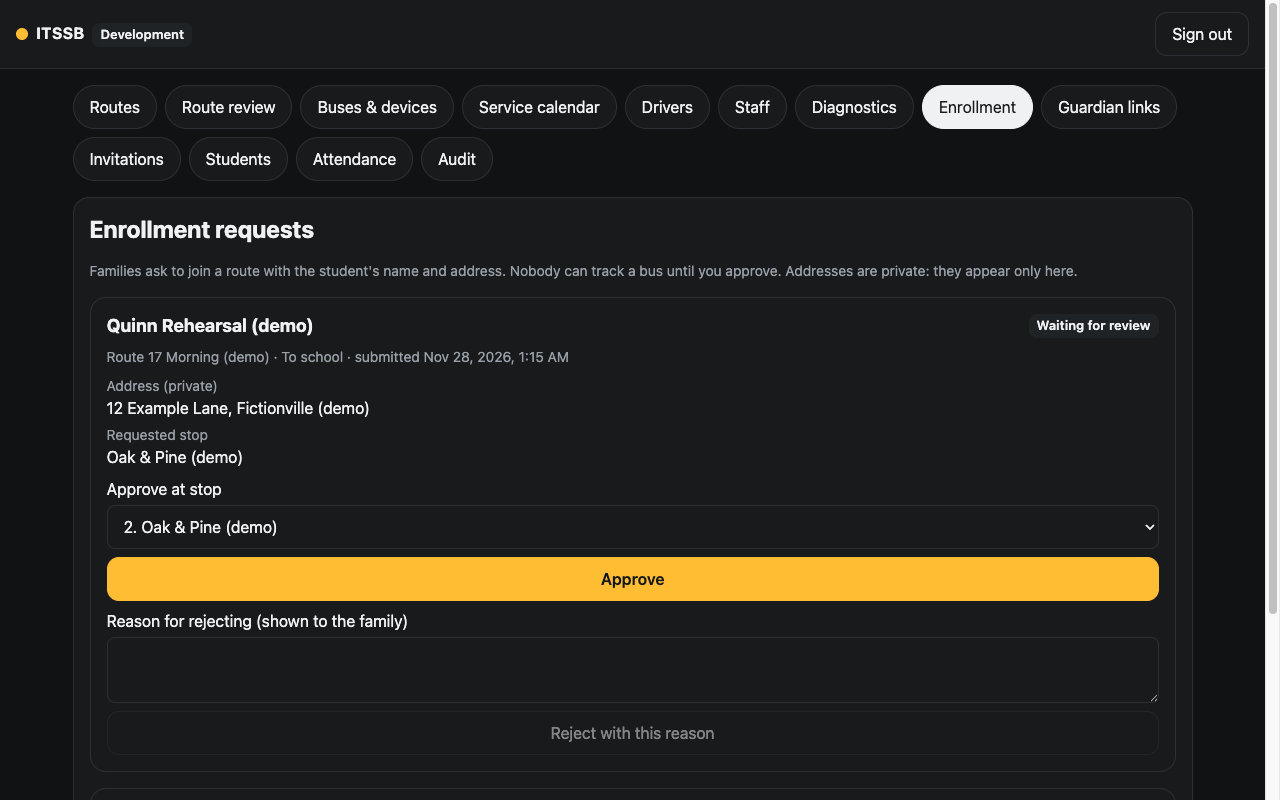 ITSSB Development Sign out
Routes Route review Buses & devices Service calendar Drivers Staff Diagnostics Enrollment Guardian links
Invitations Students Attendance Audit
Enrollment requests
Families ask to join a route with the student's name and address. Nobody can track a bus until you approve. Addresses are private: they appear only here.
Quinn Rehearsal (demo) Waiting for review
Route 17 Morning (demo) · To school · submitted Nov 28, 2026, 1:15 AM
Address (private)
12 Example Lane, Fictionville (demo)
Requested stop
Oak & Pine (demo)
Approve at stop
2. Oak & Pine (demo)
Approve
Reason for rejecting (shown to the family)
Reject with this reason